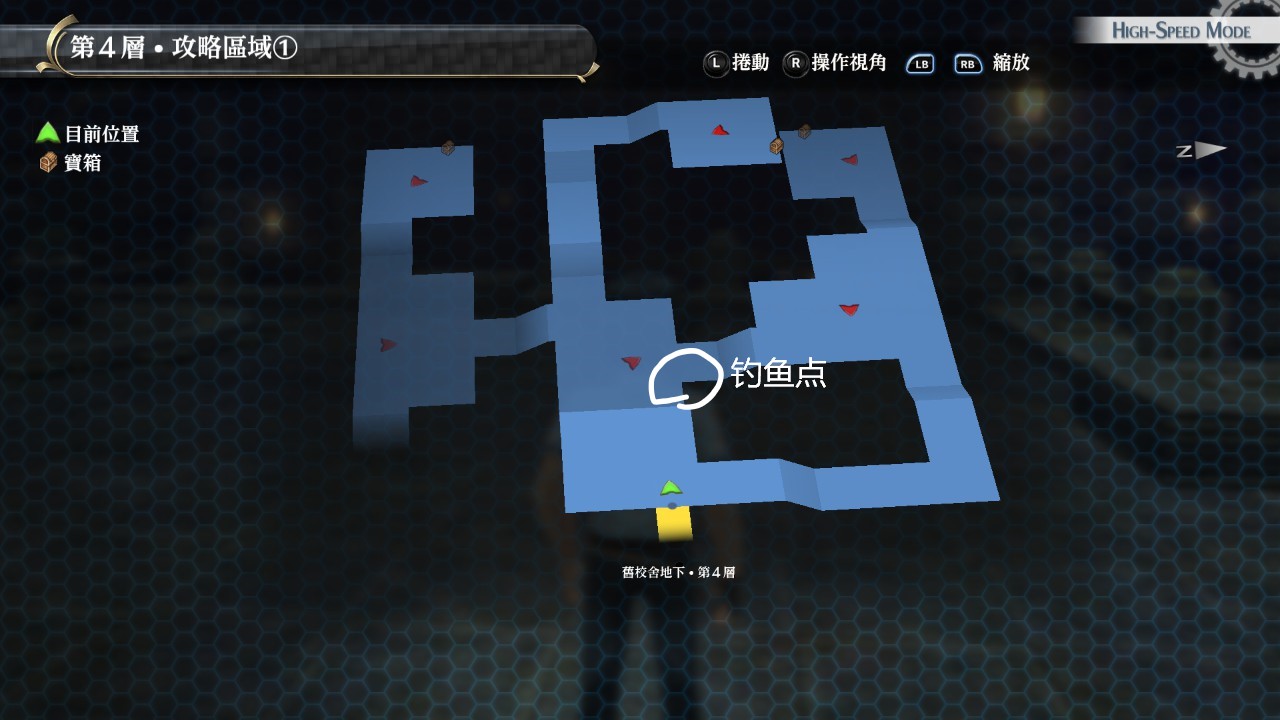 第4層•攻略區域①
HIGH-SPEED MODE
L 捲動 R 操作視角 LB RB 縮放
目前位置
寶箱
Z
钓鱼点
舊校舍地下•第4層